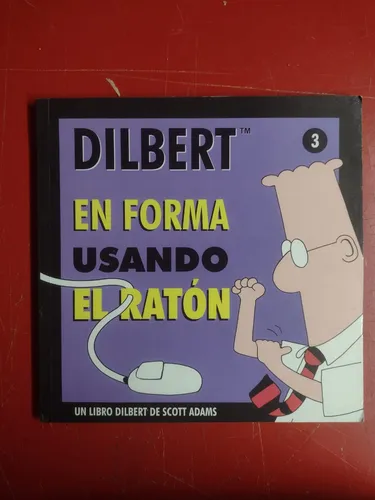 DILBERT™
3
EN FORMA
USANDO
EL RATÓN
UN LIBRO DILBERT DE SCOTT ADAMS